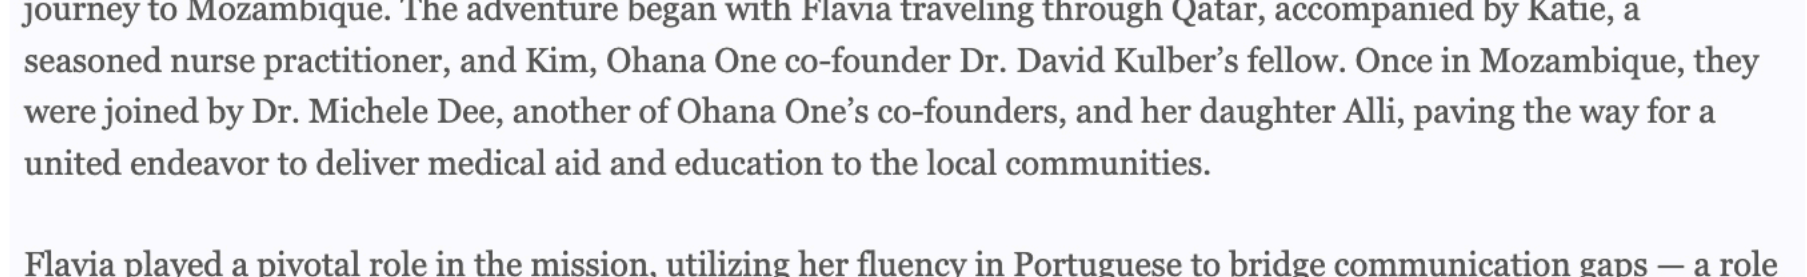 journey to Mozambique. The adventure began with Flavia traveling through Qatar, accompanied by Katie, a
seasoned nurse practitioner, and Kim, Ohana One co-founder Dr. David Kulber’s fellow. Once in Mozambique, they
were joined by Dr. Michele Dee, another of Ohana One’s co-founders, and her daughter Alli, paving the way for a
united endeavor to deliver medical aid and education to the local communities.
Flavia played a pivotal role in the mission, utilizing her fluency in Portuguese to bridge communication gaps — a role